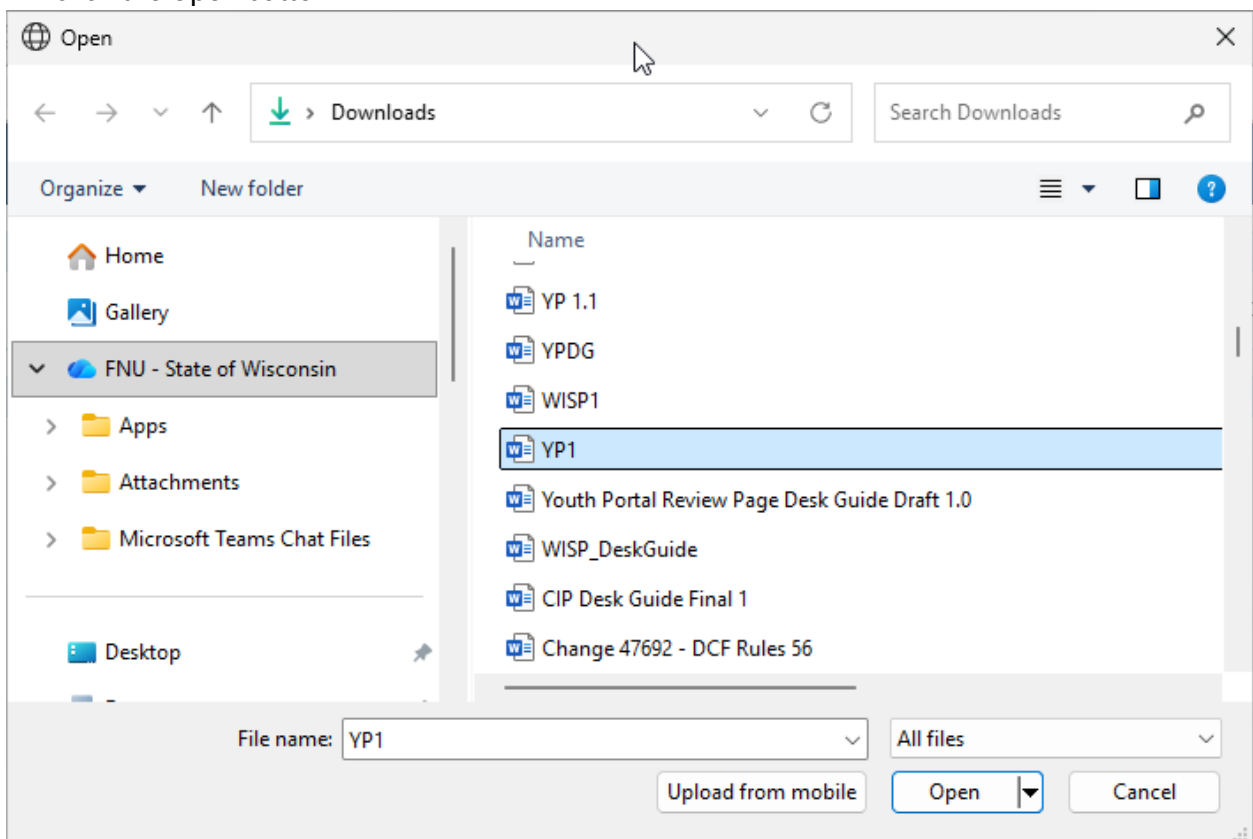 Open
Downloads
Search Downloads
Organize
New folder
Home
Gallery
FNU - State of Wisconsin
Apps
Attachments
Microsoft Teams Chat Files
Desktop
Name
YP 1.1
YPDG
WISP1
YP1
Youth Portal Review Page Desk Guide Draft 1.0
WISP_DeskGuide
CIP Desk Guide Final 1
Change 47692 - DCF Rules 56
File name: YP1
All files
Upload from mobile
Open
Cancel